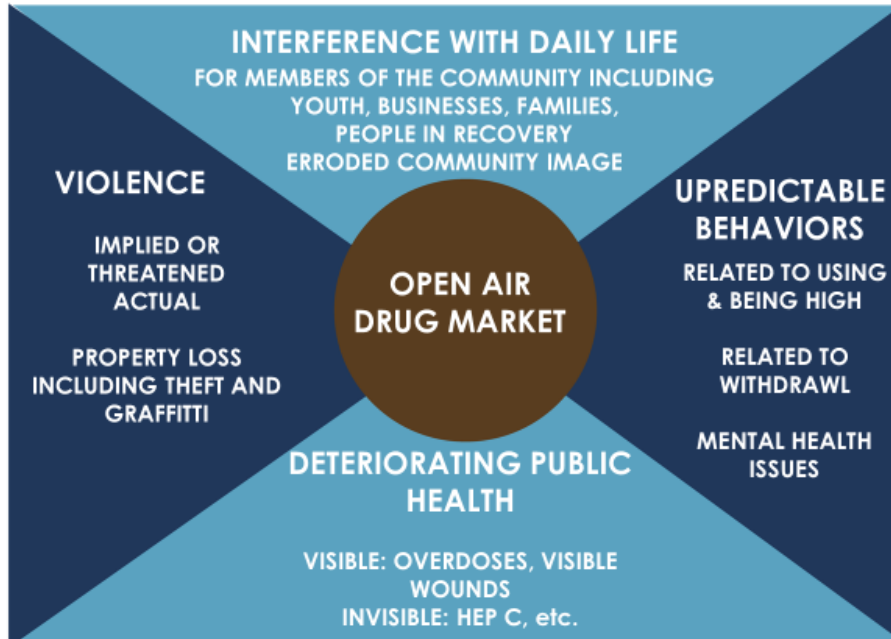 INTERFERENCE WITH DAILY LIFE
FOR MEMBERS OF THE COMMUNITY INCLUDING
YOUTH, BUSINESSES, FAMILIES,
PEOPLE IN RECOVERY
ERRODED COMMUNITY IMAGE
VIOLENCE
IMPLIED OR
THREATENED
ACTUAL
PROPERTY LOSS
INCLUDING THEFT AND
GRAFFITTI
OPEN AIR
DRUG MARKET
UPREDICTABLE
BEHAVIORS
RELATED TO USING
& BEING HIGH
RELATED TO
WITHDRAWL
MENTAL HEALTH
ISSUES
DETERIORATING PUBLIC
HEALTH
VISIBLE: OVERDOSES, VISIBLE
WOUNDS
INVISIBLE: HEP C, etc.